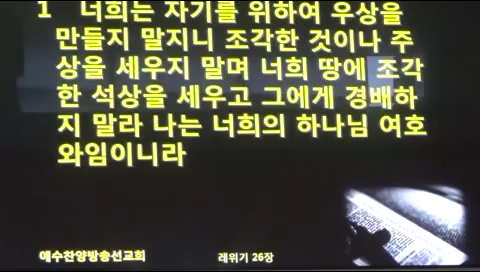 1 너희는 자기를 위하여 우상을
만들지 말지니 조각한 것이나 주
상을 세우지 말며 너희 땅에 조각
한 석상을 세우고 그에게 경배하
지 말라 나는 너희의 하나님 여호
와임이니라
애수찬양방송선교회
레위기 26장